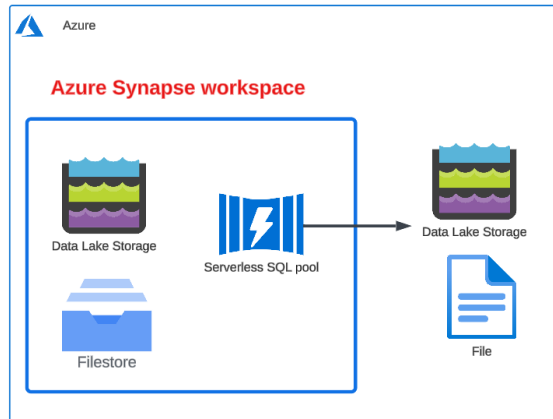 Azure
Azure Synapse workspace
Data Lake Storage
Serverless SQL pool
Data Lake Storage
Filestore
File